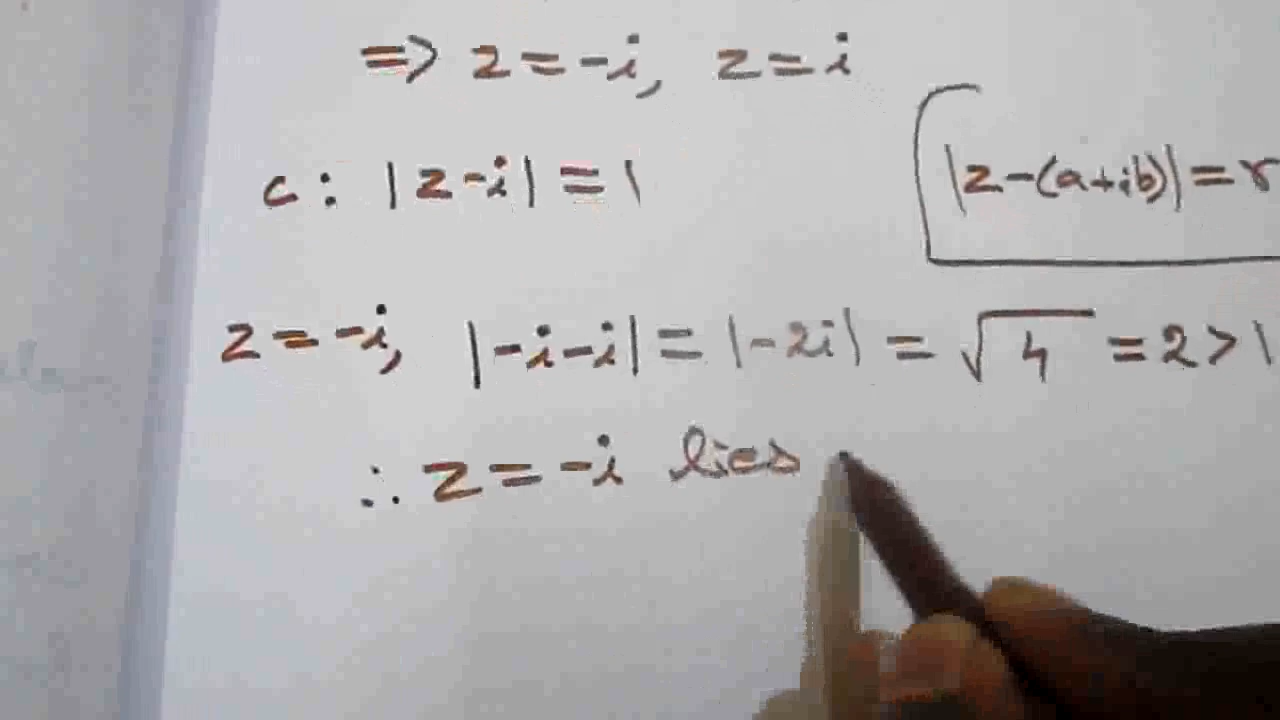 => z = -i, z = i
c: |z-i| = 1
|z-(a+ib)| = r
z = -i, |-i-i| = |-2i| = √4 = 2 > 1
∴ z = -i lies